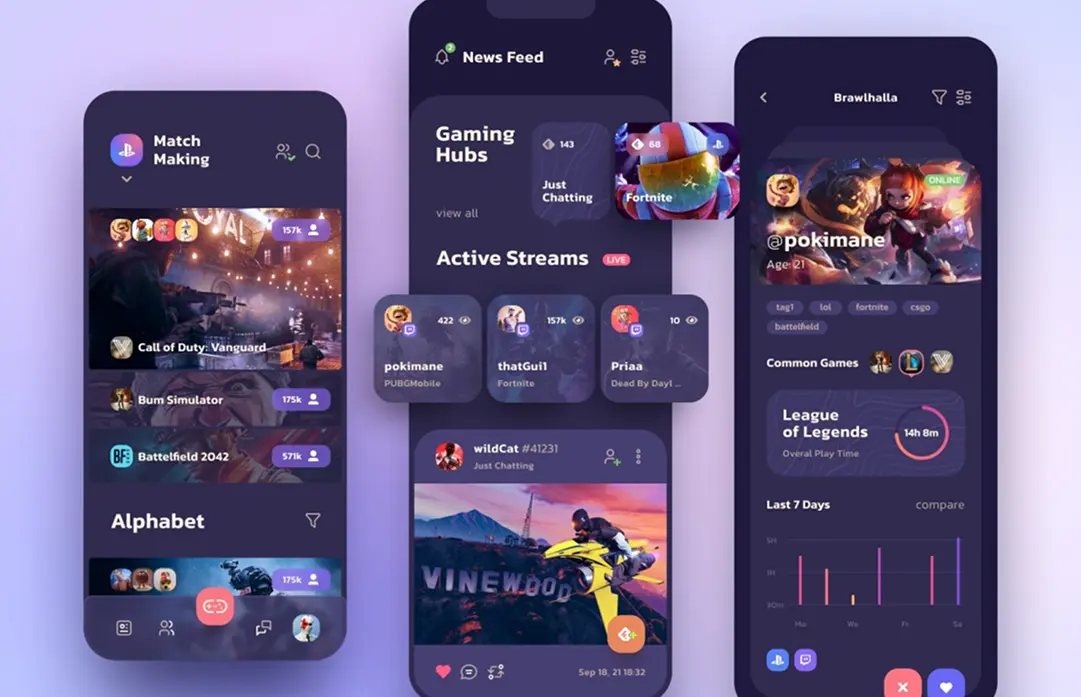 Match
Making
157k
Call of Duty: Vanguard
Bum Simulator
175k
BF
Battelfield 2042
571k
Alphabet
175k
2
News Feed
Gaming
Hubs
view all
143
Just
Chatting
68
Fortnite
Active Streams
LIVE
422
pokimane
PUBGMobile
157k
thatGui1
Fortnite
10
Priaa
Dead By Dayl ...
wildCat #41231
Just Chatting
VINEWOOD
Sep 18, 21 18:32
Brawlhalla
ONLINE
@pokimane
Age: 21
tag1
lol
fortnite
csgo
battelfield
Common Games
League
of Legends
Overal Play Time
14h 8m
Last 7 Days
compare
5H
Mo
We
Fr
Sa